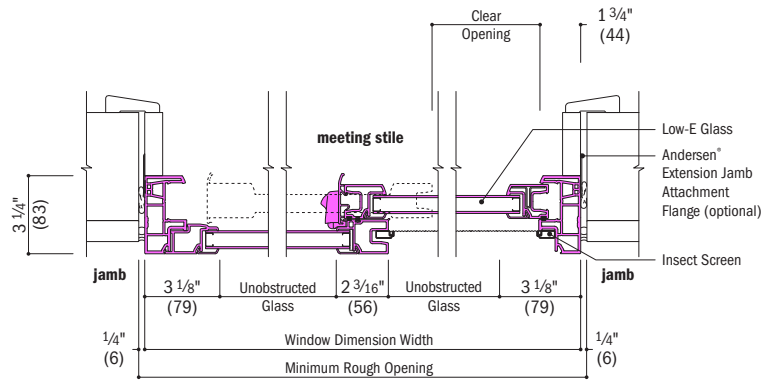 Clear
Opening
1 3/4"
(44)
meeting stile
Low-E Glass
Andersen®
Extension Jamb
Attachment
Flange (optional)
Insect Screen
3 1/4"
(83)
jamb
jamb
3 1/8"
(79)
Unobstructed
Glass
2 3/16"
(56)
Unobstructed
Glass
3 1/8"
(79)
1/4"
(6)
Window Dimension Width
1/4"
(6)
Minimum Rough Opening